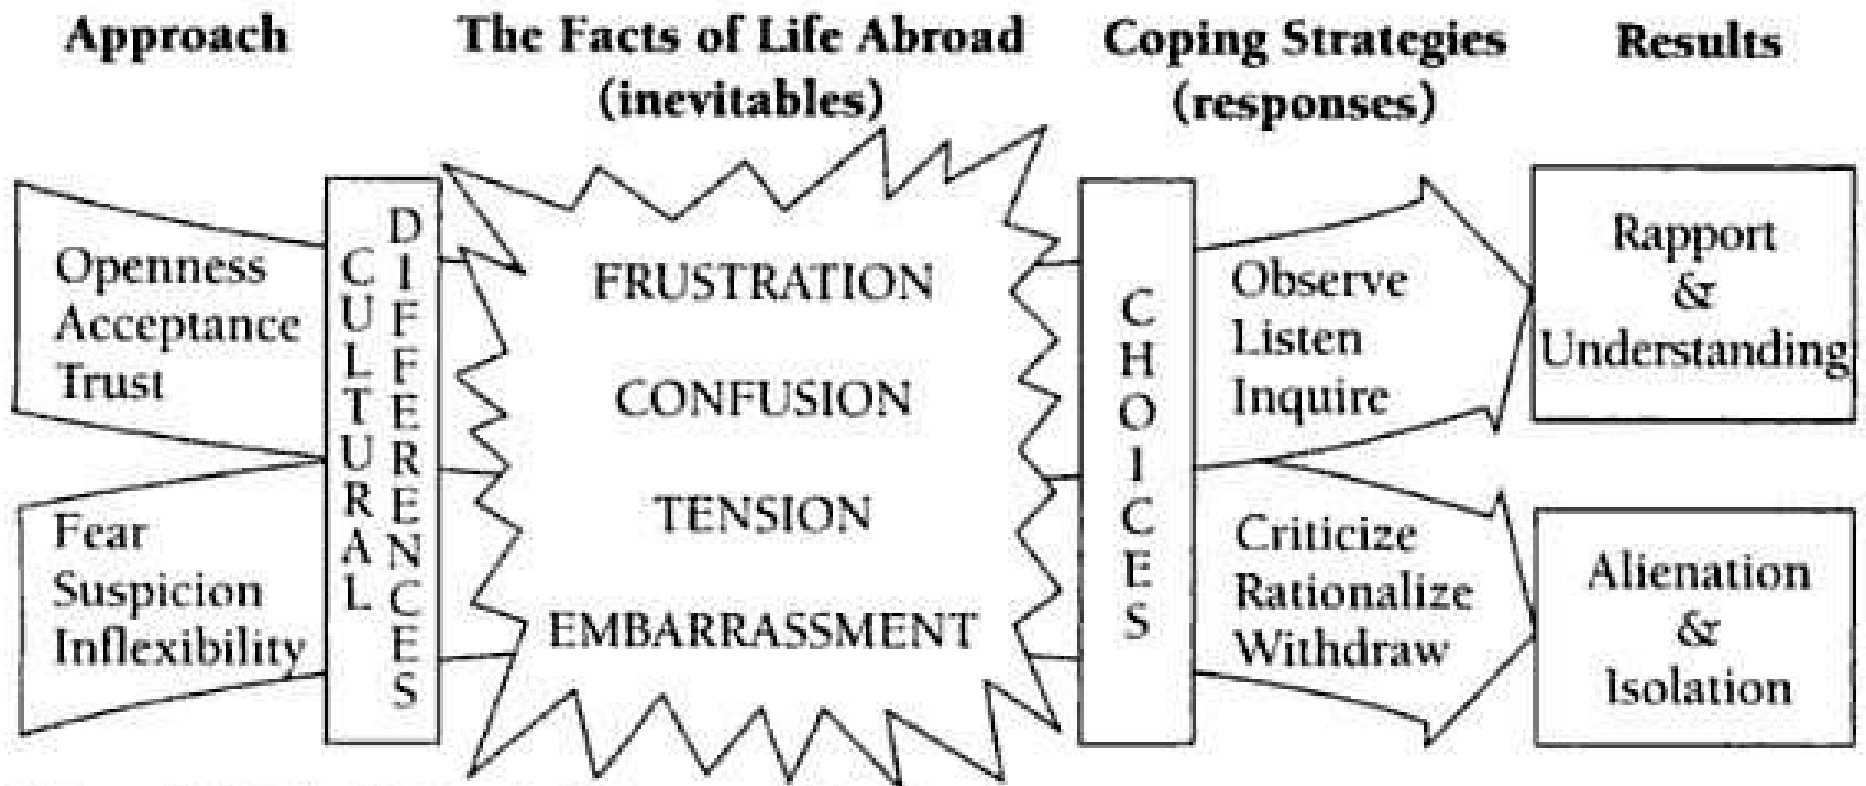 Approach
The Facts of Life Abroad
(inevitables)
Coping Strategies
(responses)
Results
Openness
Acceptance
Trust
Fear
Suspicion
Inflexibility
CULTURAL
DIFFERENCES
FRUSTRATION
CONFUSION
TENSION
EMBARRASSMENT
CHOICES
Observe
Listen
Inquire
Criticize
Rationalize
Withdraw
Rapport
&
Understanding
Alienation
&
Isolation